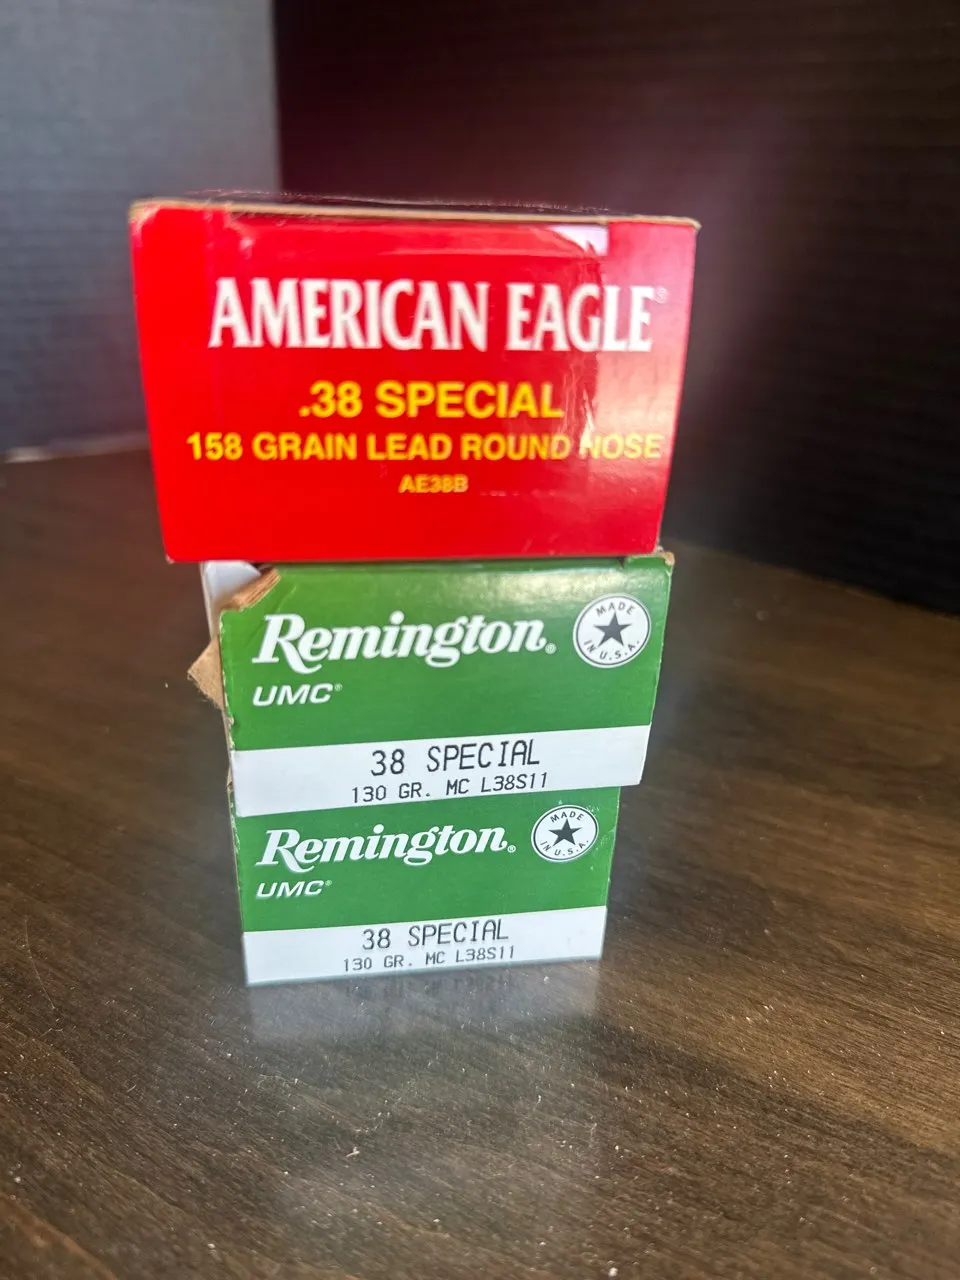 AMERICAN EAGLE®
.38 SPECIAL
158 GRAIN LEAD ROUND NOSE
AE38B
Remington®
MADE IN U.S.A.
UMC®
38 SPECIAL
130 GR. MC L38S11
Remington®
MADE IN U.S.A.
UMC®
38 SPECIAL
130 GR. MC L38S11